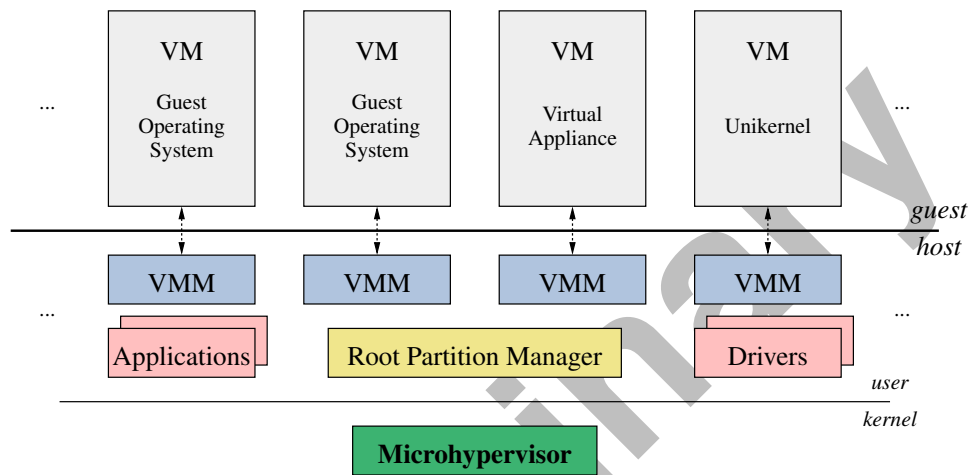 VM VM VM VM
... Guest Operating System Guest Operating System Virtual Appliance Unikernel ...
guest
host
VMM VMM VMM VMM
... ...
Applications Root Partition Manager Drivers
user
kernel
Microhypervisor
inary